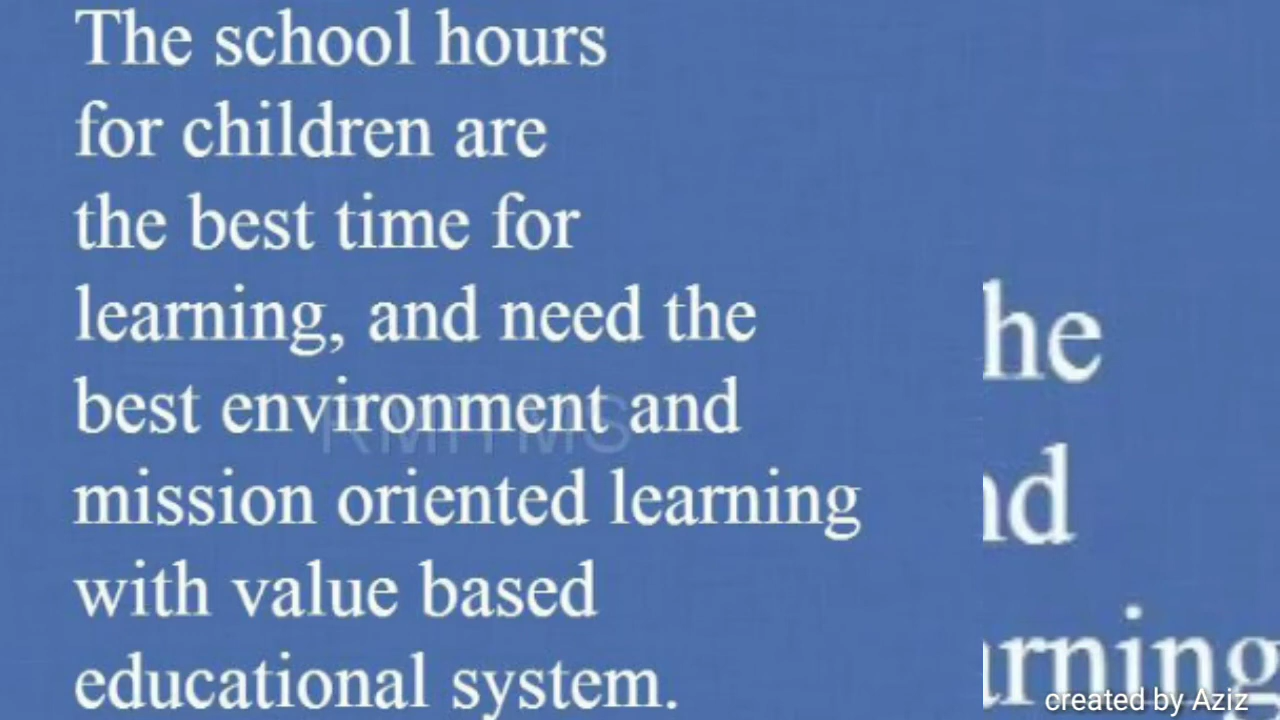 The school hours
for children are
the best time for
learning, and need the
best environment and
mission oriented learning
with value based
educational system.
he
nd
arning
created by Aziz